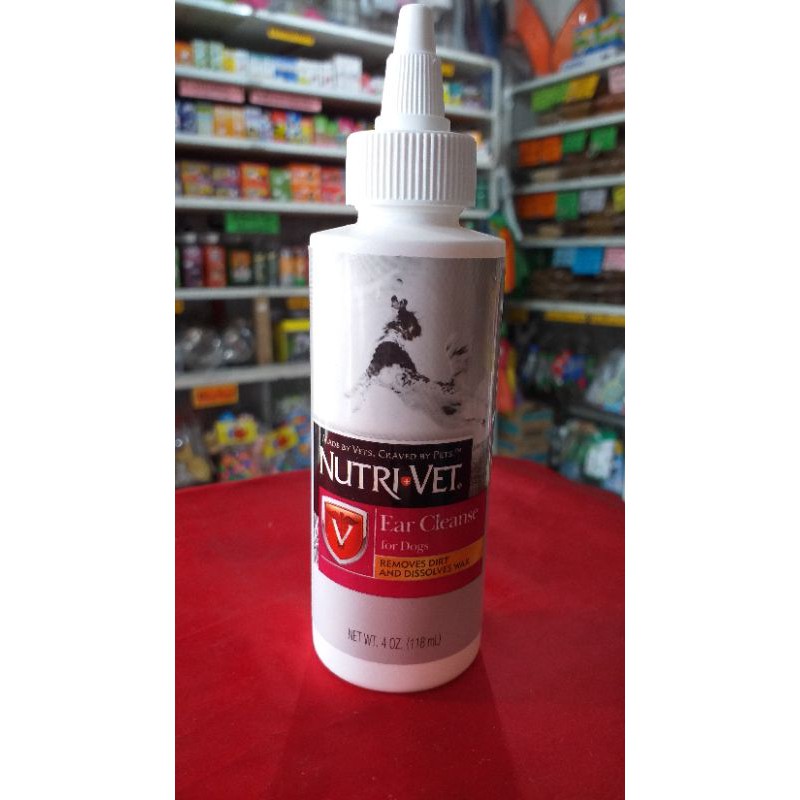 MADE BY VETS, CRAVED BY PETS™
NUTRI·VET®
V
Ear Cleanse
for Dogs
REMOVES DIRT
AND DISSOLVES WAX
NET WT. 4 OZ. (118 mL)